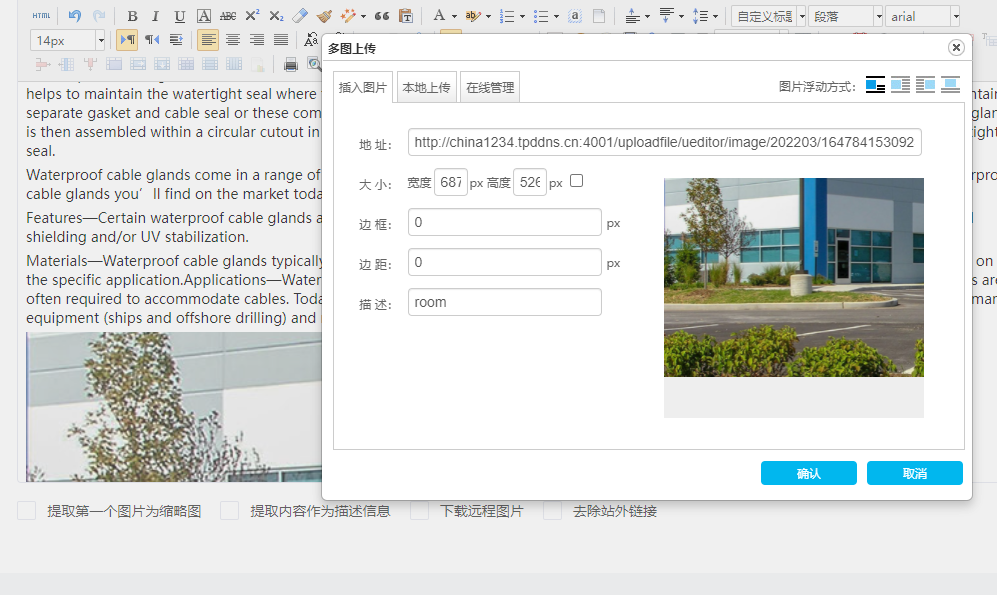 HTML B I U A ABC X² X₂ A ab a 自定义标题 段落 arial
14px
多图上传
插入图片 本地上传 在线管理 图片浮动方式:
helps to maintain the watertight seal where
separate gasket and cable seal or these com
is then assembled within a circular cutout in
seal.
Waterproof cable glands come in a range of
cable glands you'll find on the market toda
Features—Certain waterproof cable glands a
shielding and/or UV stabilization.
Materials—Waterproof cable glands typically
the specific application.Applications—Water
often required to accommodate cables. Toda
equipment (ships and offshore drilling) and
地 址: http://china1234.tpddns.cn:4001/uploadfile/ueditor/image/202203/164784153092
大 小: 宽度 687 px 高度 526 px
边 框: 0 px
边 距: 0 px
描 述: room
确认 取消
提取第一个图片为缩略图 提取内容作为描述信息 下载远程图片 去除站外链接